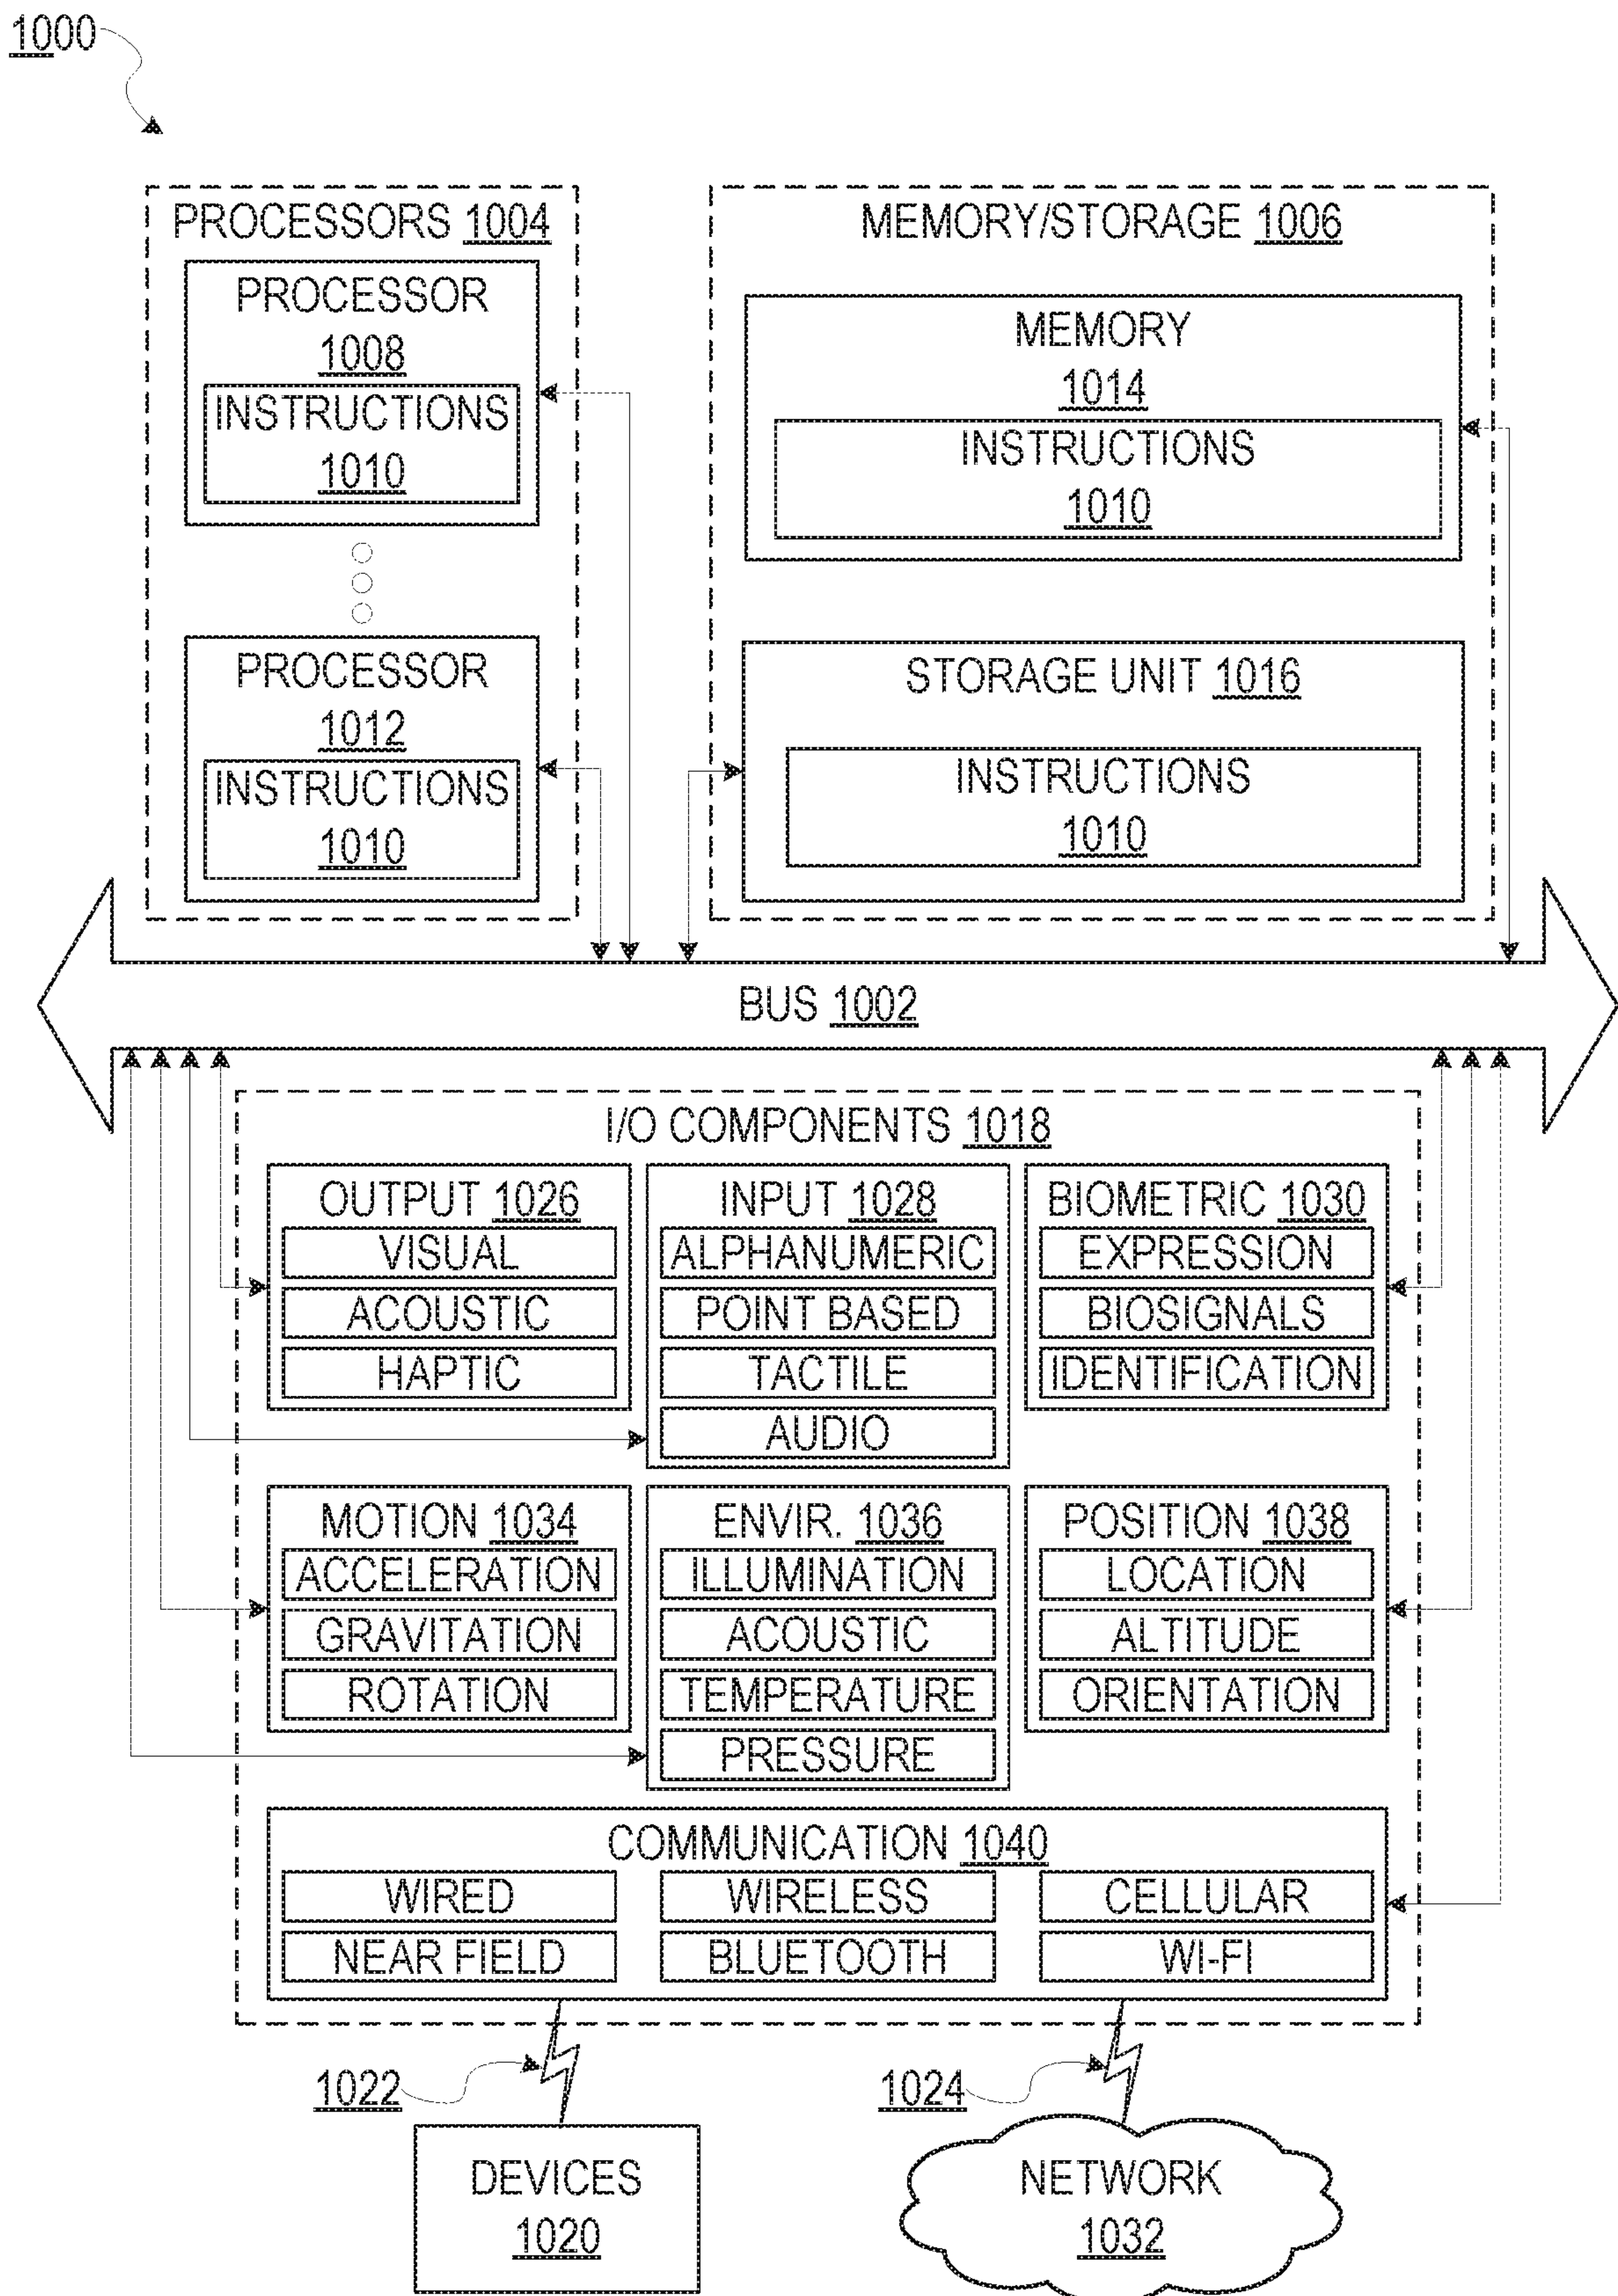 1000
PROCESSORS 1004
PROCESSOR
1008
INSTRUCTIONS
1010
PROCESSOR
1012
INSTRUCTIONS
1010
MEMORY/STORAGE 1006
MEMORY
1014
INSTRUCTIONS
1010
STORAGE UNIT 1016
INSTRUCTIONS
1010
BUS 1002
I/O COMPONENTS 1018
OUTPUT 1026
VISUAL
ACOUSTIC
HAPTIC
INPUT 1028
ALPHANUMERIC
POINT BASED
TACTILE
AUDIO
BIOMETRIC 1030
EXPRESSION
BIOSIGNALS
IDENTIFICATION
MOTION 1034
ACCELERATION
GRAVITATION
ROTATION
ENVIR. 1036
ILLUMINATION
ACOUSTIC
TEMPERATURE
PRESSURE
POSITION 1038
LOCATION
ALTITUDE
ORIENTATION
COMMUNICATION 1040
WIRED
WIRELESS
CELLULAR
NEAR FIELD
BLUETOOTH
WI-FI
1022
1024
DEVICES
1020
NETWORK
1032